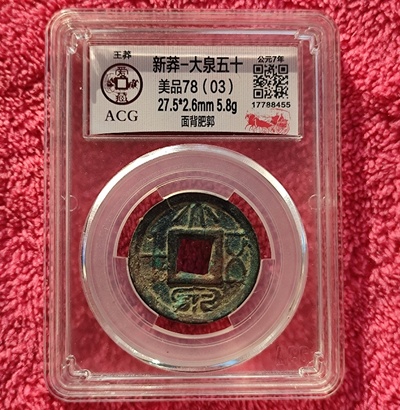 王莽
ACG
新莽-大泉五十
美品78（03）
27.5*2.6mm 5.8g
面背肥郭
公元7年
17788455
大
五十
泉